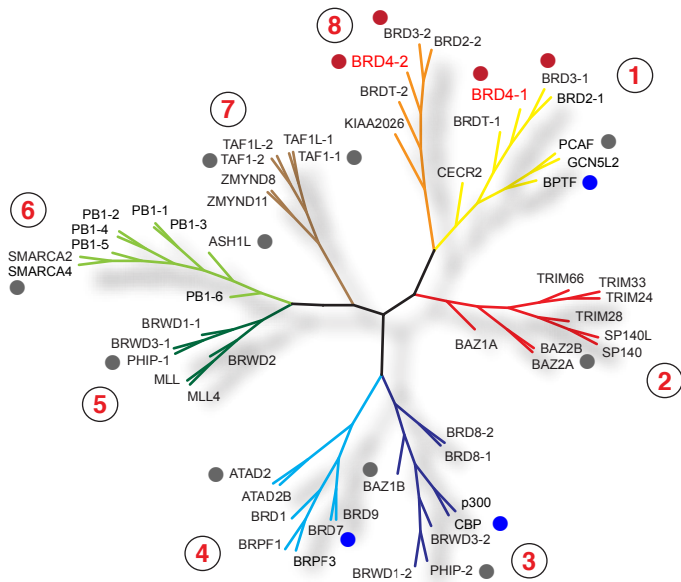 8
BRD3-2
BRD2-2
BRD4-2
BRDT-2
KIAA2026
1
BRD3-1
BRD4-1
BRD2-1
BRDT-1
PCAF
GCN5L2
CECR2
BPTF
7
TAF1L-1
TAF1L-2
TAF1-2
TAF1-1
ZMYND8
ZMYND11
6
PB1-1
PB1-2
PB1-3
PB1-4
PB1-5
ASH1L
SMARCA2
SMARCA4
PB1-6
TRIM66
TRIM33
TRIM24
TRIM28
SP140L
BAZ1A
BAZ2B
SP140
BAZ2A
2
BRWD1-1
BRWD3-1
PHIP-1
BRWD2
MLL
MLL4
5
BRD8-2
BRD8-1
ATAD2
BAZ1B
ATAD2B
p300
BRD1
BRD9
BRD7
CBP
BRWD3-2
BRPF1
4
BRPF3
3
PHIP-2
BRWD1-2